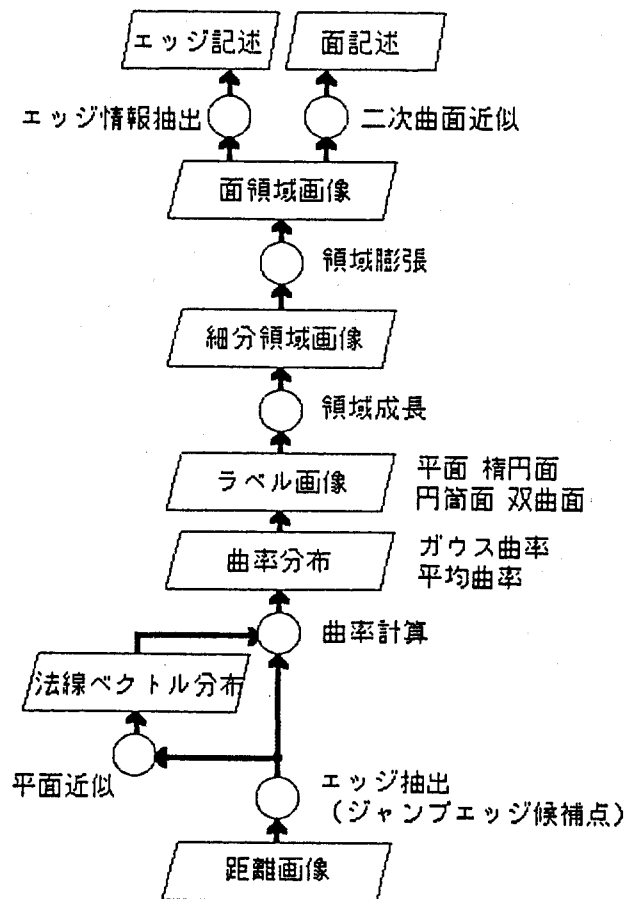 エッジ記述
面記述
エッジ情報抽出
二次曲面近似
面領域画像
領域膨張
細分領域画像
領域成長
ラベル画像
平面 楕円面
円筒面 双曲面
曲率分布
ガウス曲率
平均曲率
曲率計算
法線ベクトル分布
平面近似
エッジ抽出
(ジャンプエッジ候補点)
距離画像